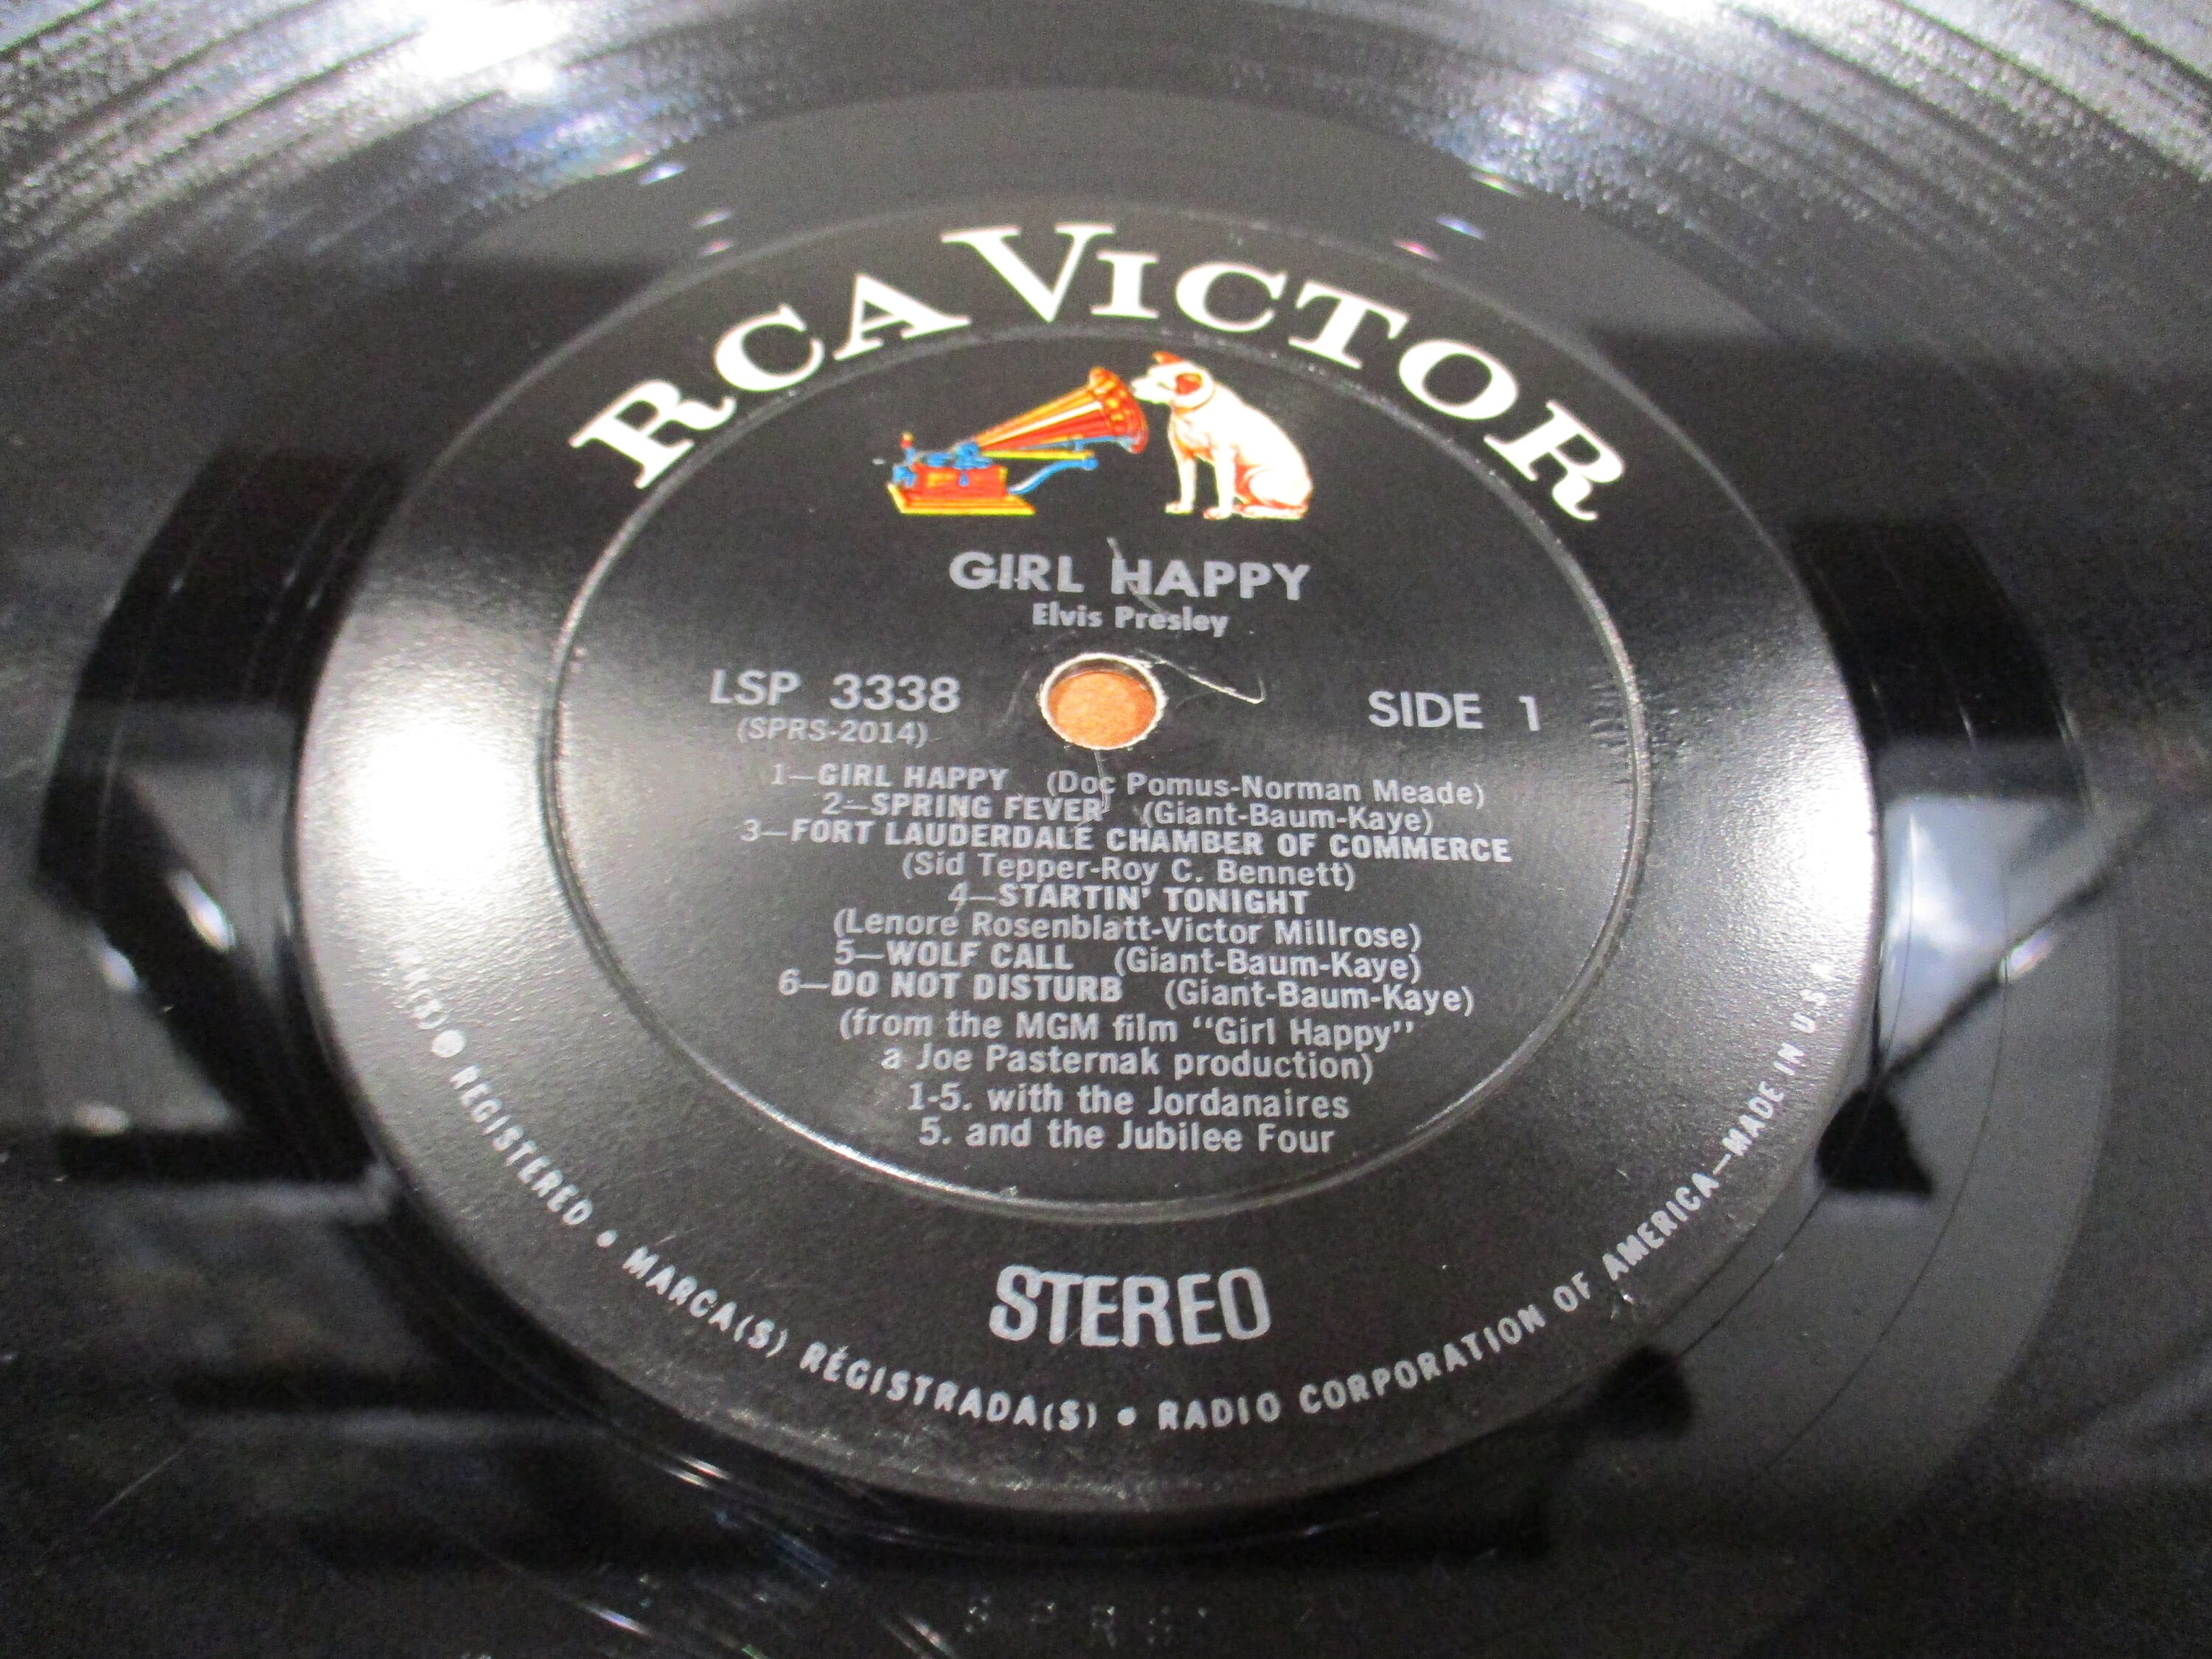 RCA VICTOR
GIRL HAPPY
Elvis Presley
LSP 3338
(SPRS-2014)
SIDE 1
1—GIRL HAPPY (Doc Pomus-Norman Meade)
2—SPRING FEVER (Giant-Baum-Kaye)
3—FORT LAUDERDALE CHAMBER OF COMMERCE
(Sid Tepper-Roy C. Bennett)
4—STARTIN' TONIGHT
(Lenore Rosenblatt-Victor Millrose)
5—WOLF CALL (Giant-Baum-Kaye)
6—DO NOT DISTURB (Giant-Baum-Kaye)
(from the MGM film "Girl Happy"
a Joe Pasternak production)
1-5. with the Jordanaires
5. and the Jubilee Four
STEREO
REGISTERED • MARCA(S) RÉGISTRADA(S) • RADIO CORPORATION OF AMERICA—MADE IN U.S.A.